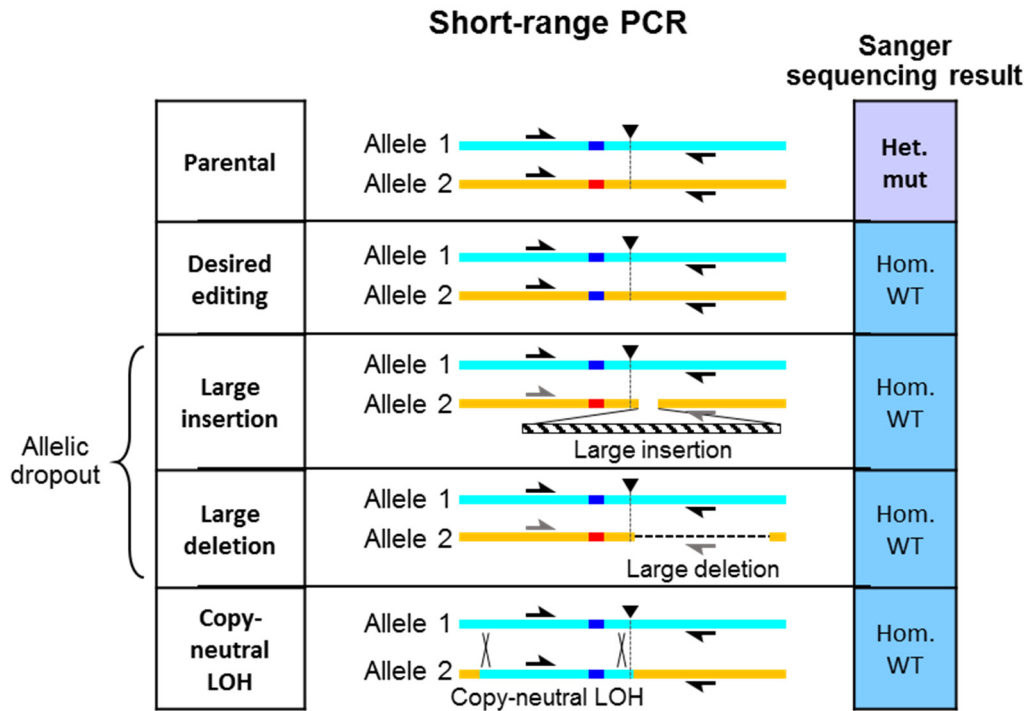 Short-range PCR
Sanger
sequencing result
Parental
Allele 1
Allele 2
Het.
mut
Desired
editing
Allele 1
Allele 2
Hom.
WT
Allelic
dropout
Large
insertion
Allele 1
Allele 2
Large insertion
Hom.
WT
Large
deletion
Allele 1
Allele 2
Large deletion
Hom.
WT
Copy-
neutral
LOH
Allele 1
Allele 2
Copy-neutral LOH
Hom.
WT